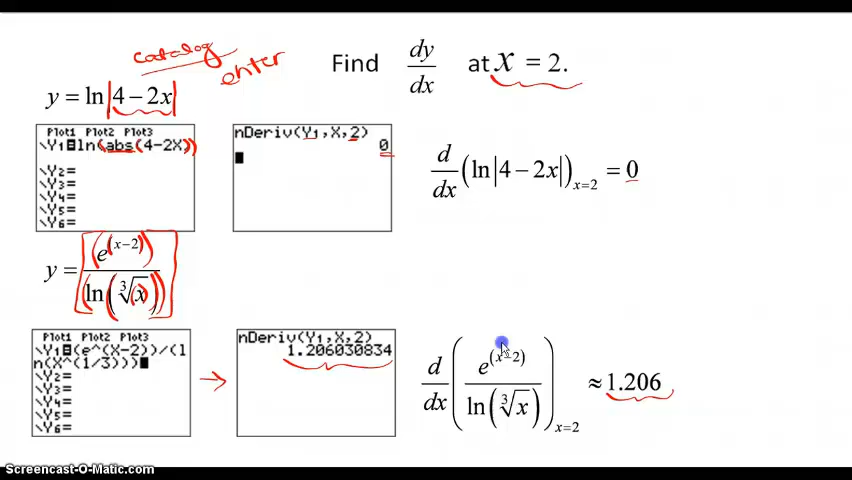 catalog
enter
Find dy/dx at x = 2.
y = ln|4 − 2x|
Plot1 Plot2 Plot3
\Y1=ln(abs(4-2X))
\Y2=
\Y3=
\Y4=
\Y5=
\Y6=
nDeriv(Y1,X,2)
0
d/dx (ln|4 − 2x|)x=2 = 0
y = [(e^(x−2))/(ln(∛(x)))]
Plot1 Plot2 Plot3
\Y1=(e^(X-2))/(l
n(X^(1/3)))
\Y2=
\Y3=
\Y4=
\Y5=
\Y6=
→
nDeriv(Y1,X,2)
1.206030834
d/dx (e^(x−2)/ln(∛x))x=2 ≈ 1.206
Screencast-O-Matic.com